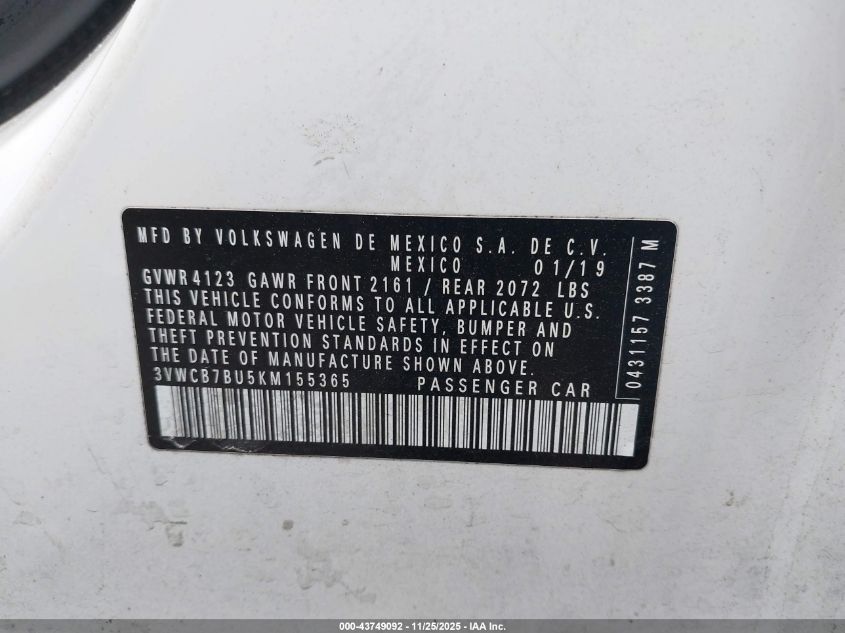 MFD BY VOLKSWAGEN DE MEXICO S.A. DE C.V.
MEXICO 01/19
GVWR 4123 GAWR FRONT 2161 / REAR 2072 LBS
THIS VEHICLE CONFORMS TO ALL APPLICABLE U.S.
FEDERAL MOTOR VEHICLE SAFETY, BUMPER AND
THEFT PREVENTION STANDARDS IN EFFECT ON
THE DATE OF MANUFACTURE SHOWN ABOVE.
3VWCB7BU5KM155365 PASSENGER CAR
0431157 3387 M
000-43749092 - 11/25/2025 - IAA Inc.